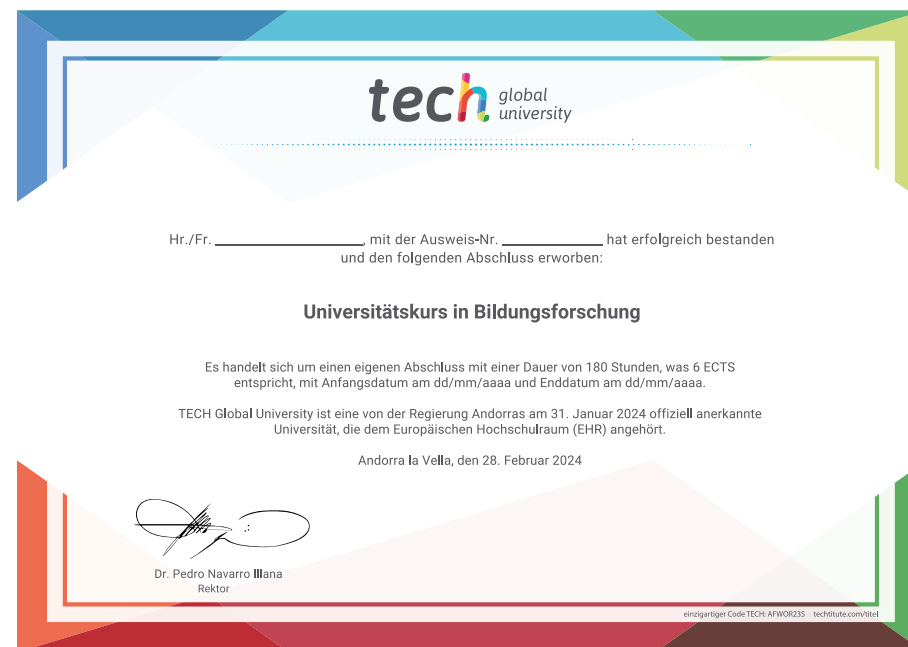 tech global university
Hr./Fr. ____________________, mit der Ausweis-Nr. ______________ hat erfolgreich bestanden
und den folgenden Abschluss erworben:
Universitätskurs in Bildungsforschung
Es handelt sich um einen eigenen Abschluss mit einer Dauer von 180 Stunden, was 6 ECTS
entspricht, mit Anfangsdatum am dd/mm/aaaa und Enddatum am dd/mm/aaaa.
TECH Global University ist eine von der Regierung Andorras am 31. Januar 2024 offiziell anerkannte
Universität, die dem Europäischen Hochschulraum (EHR) angehört.
Andorra la Vella, den 28. Februar 2024
Dr. Pedro Navarro Illana
Rektor
einzigartiger Code TECH: AFWOR23S techtitute.com/titel